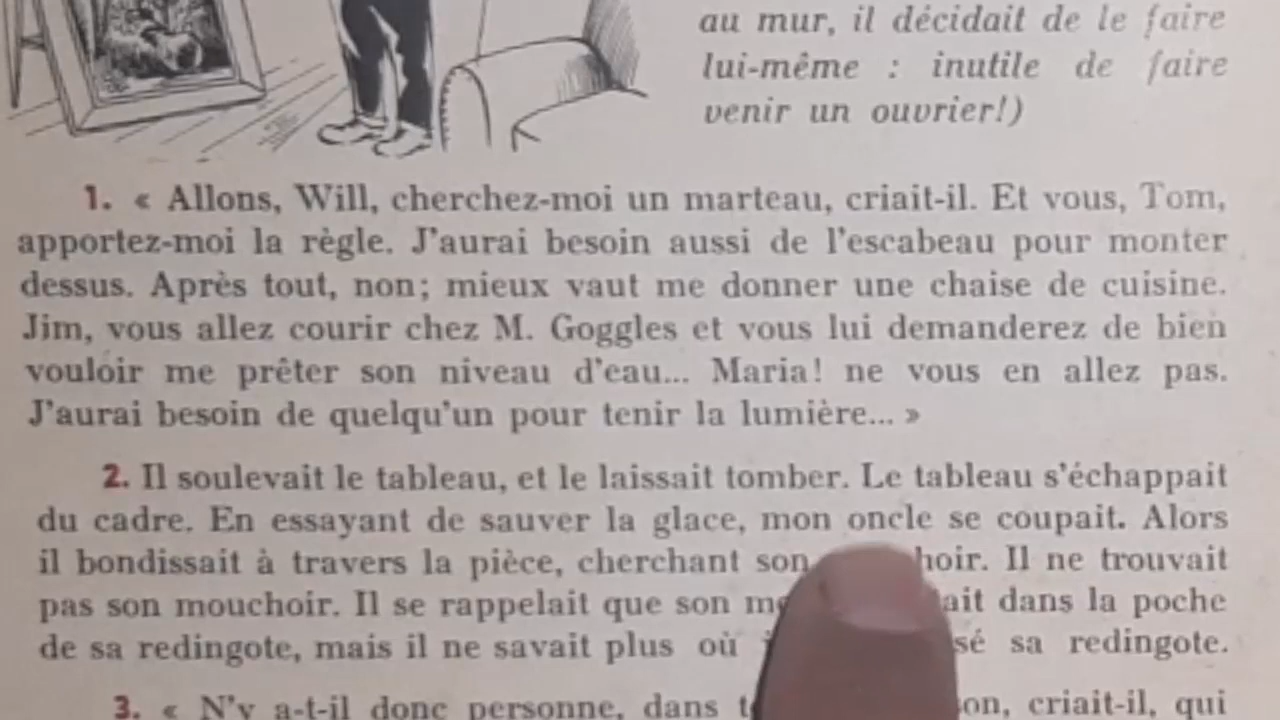 au mur, il décidait de le faire
lui-même : inutile de faire
venir un ouvrier!)
1. « Allons, Will, cherchez-moi un marteau, criait-il. Et vous, Tom,
apportez-moi la règle. J'aurai besoin aussi de l'escabeau pour monter
dessus. Après tout, non; mieux vaut me donner une chaise de cuisine.
Jim, vous allez courir chez M. Goggles et vous lui demanderez de bien
vouloir me prêter son niveau d'eau... Maria! ne vous en allez pas.
J'aurai besoin de quelqu'un pour tenir la lumière... »
2. Il soulevait le tableau, et le laissait tomber. Le tableau s'échappait
du cadre. En essayant de sauver la glace, mon oncle se coupait. Alors
il bondissait à travers la pièce, cherchant son hoir. Il ne trouvait
pas son mouchoir. Il se rappelait que son ait dans la poche
de sa redingote, mais il ne savait plus où sé sa redingote.
3. « N'y a-t-il donc personne, dans on, criait-il, qui